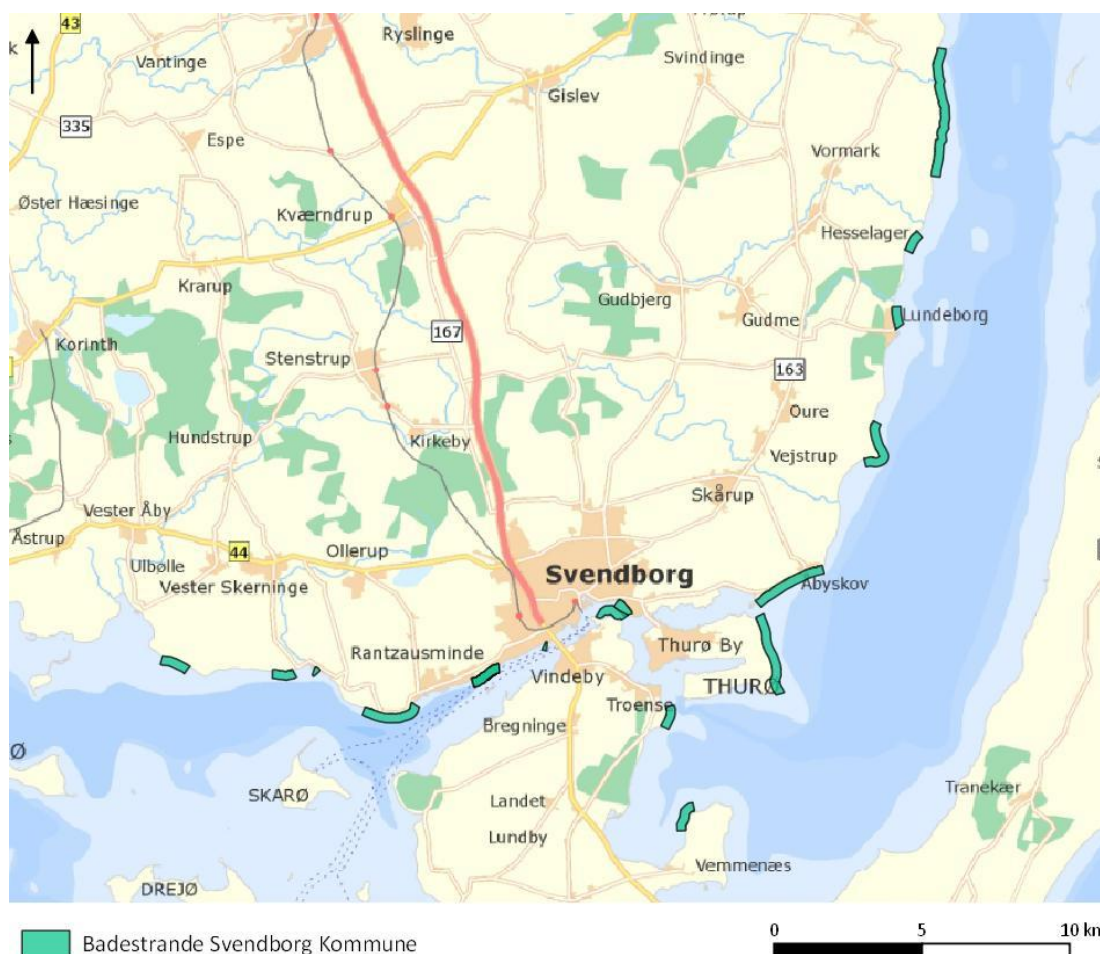 43
Ryslinge
Vantinge
Svindinge
Gislev
335
Espe
Vormark
Øster Hæsinge
Kværndrup
Hesselager
Krarup
Gudbjerg
Gudme
Lundeborg
167
Korinth
Stenstrup
163
Oure
Hundstrup
Kirkeby
Vejstrup
Skårup
Vester Åby
Åstrup
44
Ollerup
Ulbølle
Vester Skerninge
Svendborg
Åbyskov
Rantzausminde
Thurø By
Vindeby
THURØ
Troense
Bregninge
Ø
SKARØ
Landet
Tranekær
Lundby
Vemmenæs
DREJØ
Badestrande Svendborg Kommune
0 5 10 km